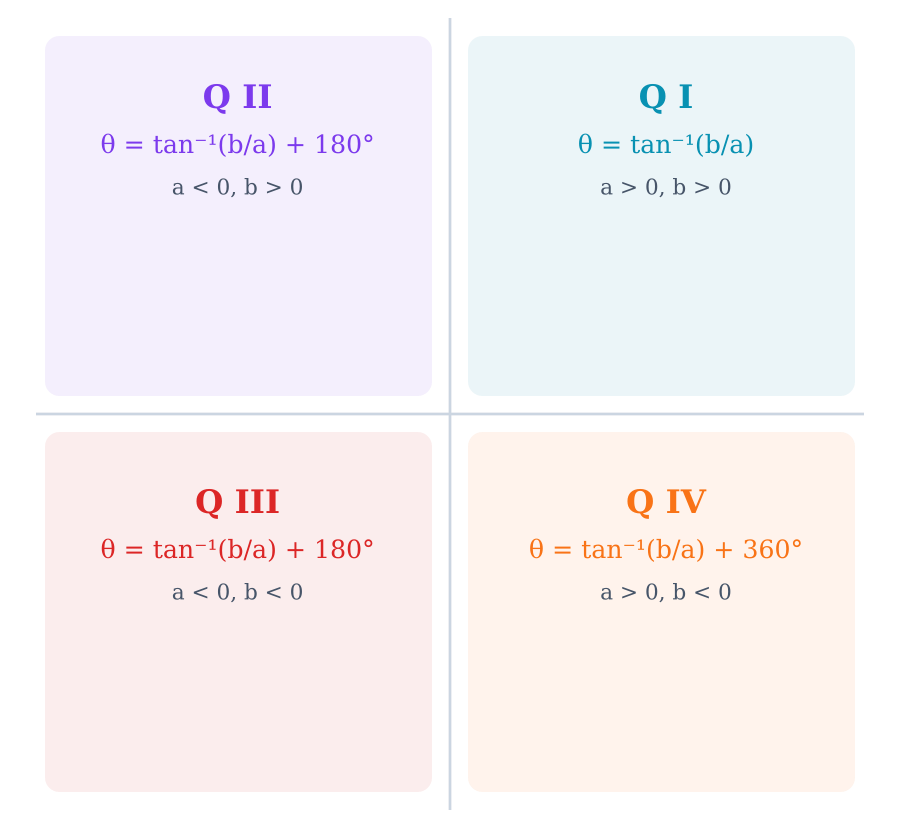 Q II
θ = tan⁻¹(b/a) + 180°
a < 0, b > 0
Q I
θ = tan⁻¹(b/a)
a > 0, b > 0
Q III
θ = tan⁻¹(b/a) + 180°
a < 0, b < 0
Q IV
θ = tan⁻¹(b/a) + 360°
a > 0, b < 0